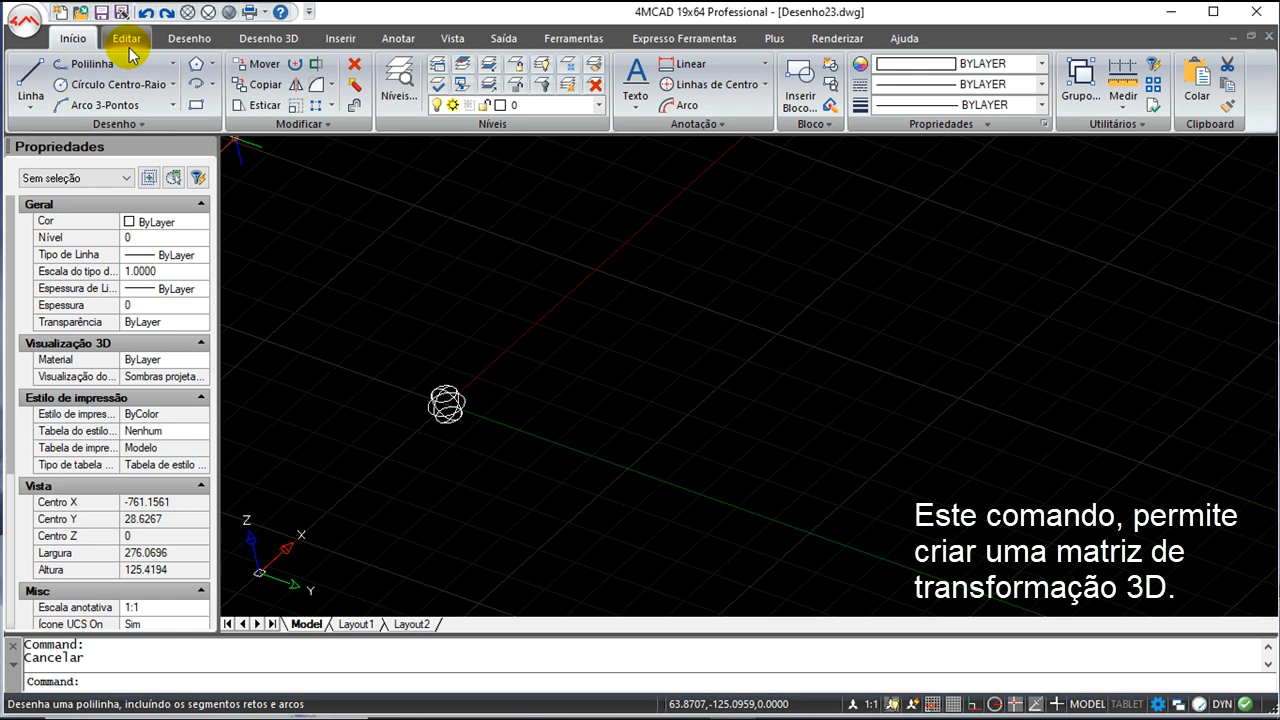 4MCAD 19x64 Professional - [Desenho23.dwg]
Início Editar Desenho Desenho 3D Inserir Anotar Vista Saída Ferramentas Expresso Ferramentas Plus Renderizar Ajuda
Linha
Polilinha
Círculo Centro-Rai
Arco 3-Pontos
Desenho
Mover
Copiar
Esticar
Modificar
Níveis...
0
Níveis
Texto
Linear
Linhas de Centro
Arco
Anotação
Inserir
Bloco...
Bloco
BYLAYER
BYLAYER
BYLAYER
Propriedades
Grupo...
Medir
Utilitários
Colar
Clipboard
Propriedades
Sem seleção
Geral
Cor ByLayer
Nível 0
Tipo de Linha ByLayer
Escala do tipo d... 1.0000
Espessura de Li... ByLayer
Espessura 0
Transparência ByLayer
Visualização 3D
Material ByLayer
Visualização do... Sombras projeta...
Estilo de impressão
Estilo de impres... ByColor
Tabela do estilo... Nenhum
Tabela de impre... Modelo
Tipo de tabela ... Tabela de estilo ...
Vista
Centro X -761.1561
Centro Y 28.6267
Centro Z 0
Largura 276.0696
Altura 125.4194
Misc
Escala anotativa 1:1
Ícone UCS On Sim
Z
X
Y
Este comando, permite
criar uma matriz de
transformação 3D.
Model Layout1 Layout2
Command:
Cancelar
Command:
Desenha uma polilinha, incluíndo os segmentos retos e arcos 63.8707,-125.0959,0.0000 1:1 MODEL TABLET DYN